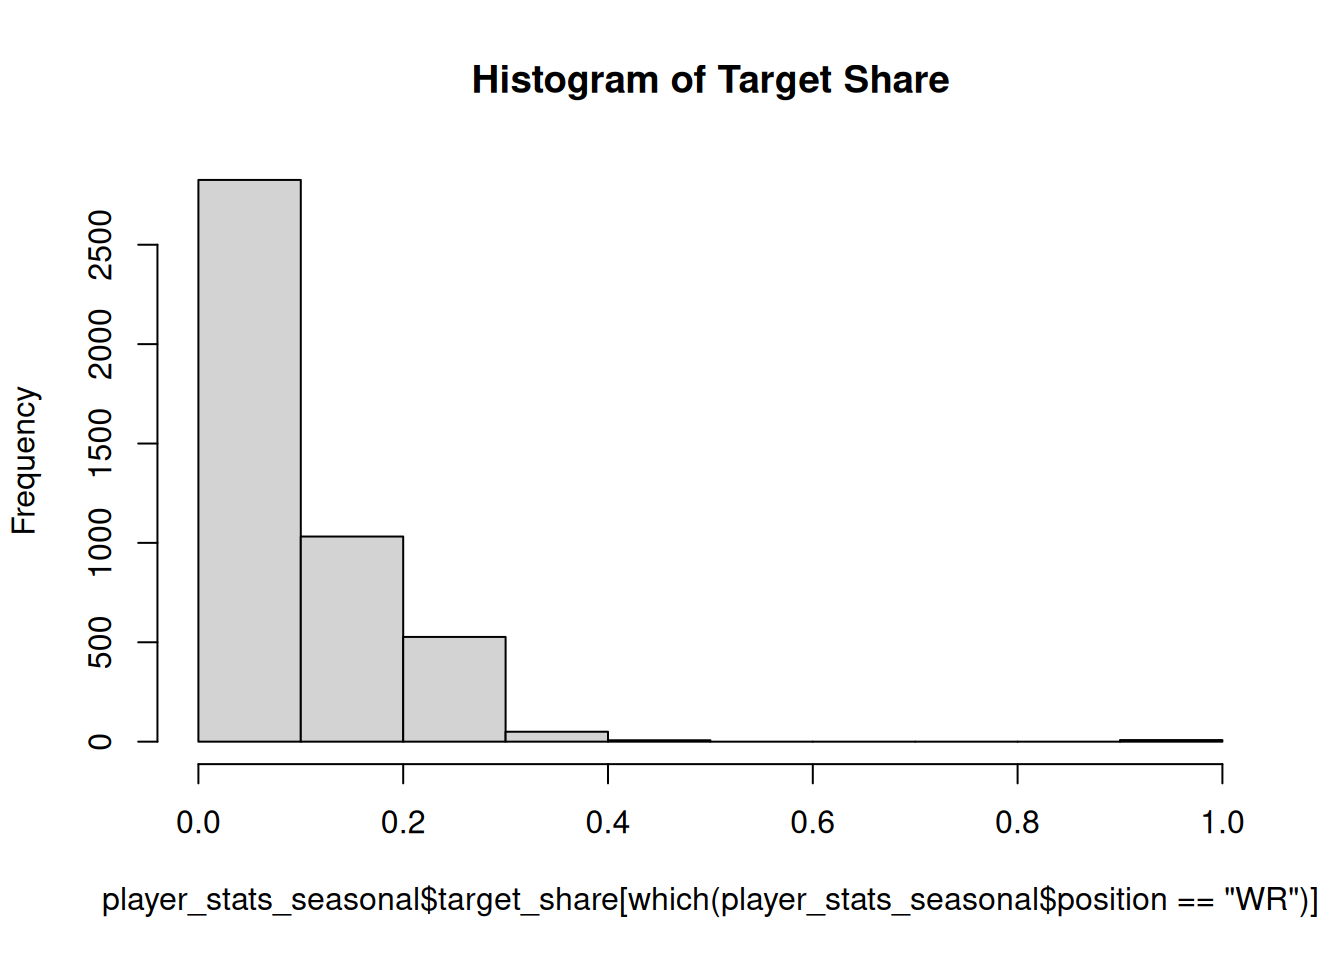 Histogram of Target Share
Frequency
2500
2000
1500
1000
500
0
0.0 0.2 0.4 0.6 0.8 1.0
player_stats_seasonal$target_share[which(player_stats_seasonal$position == "WR")]